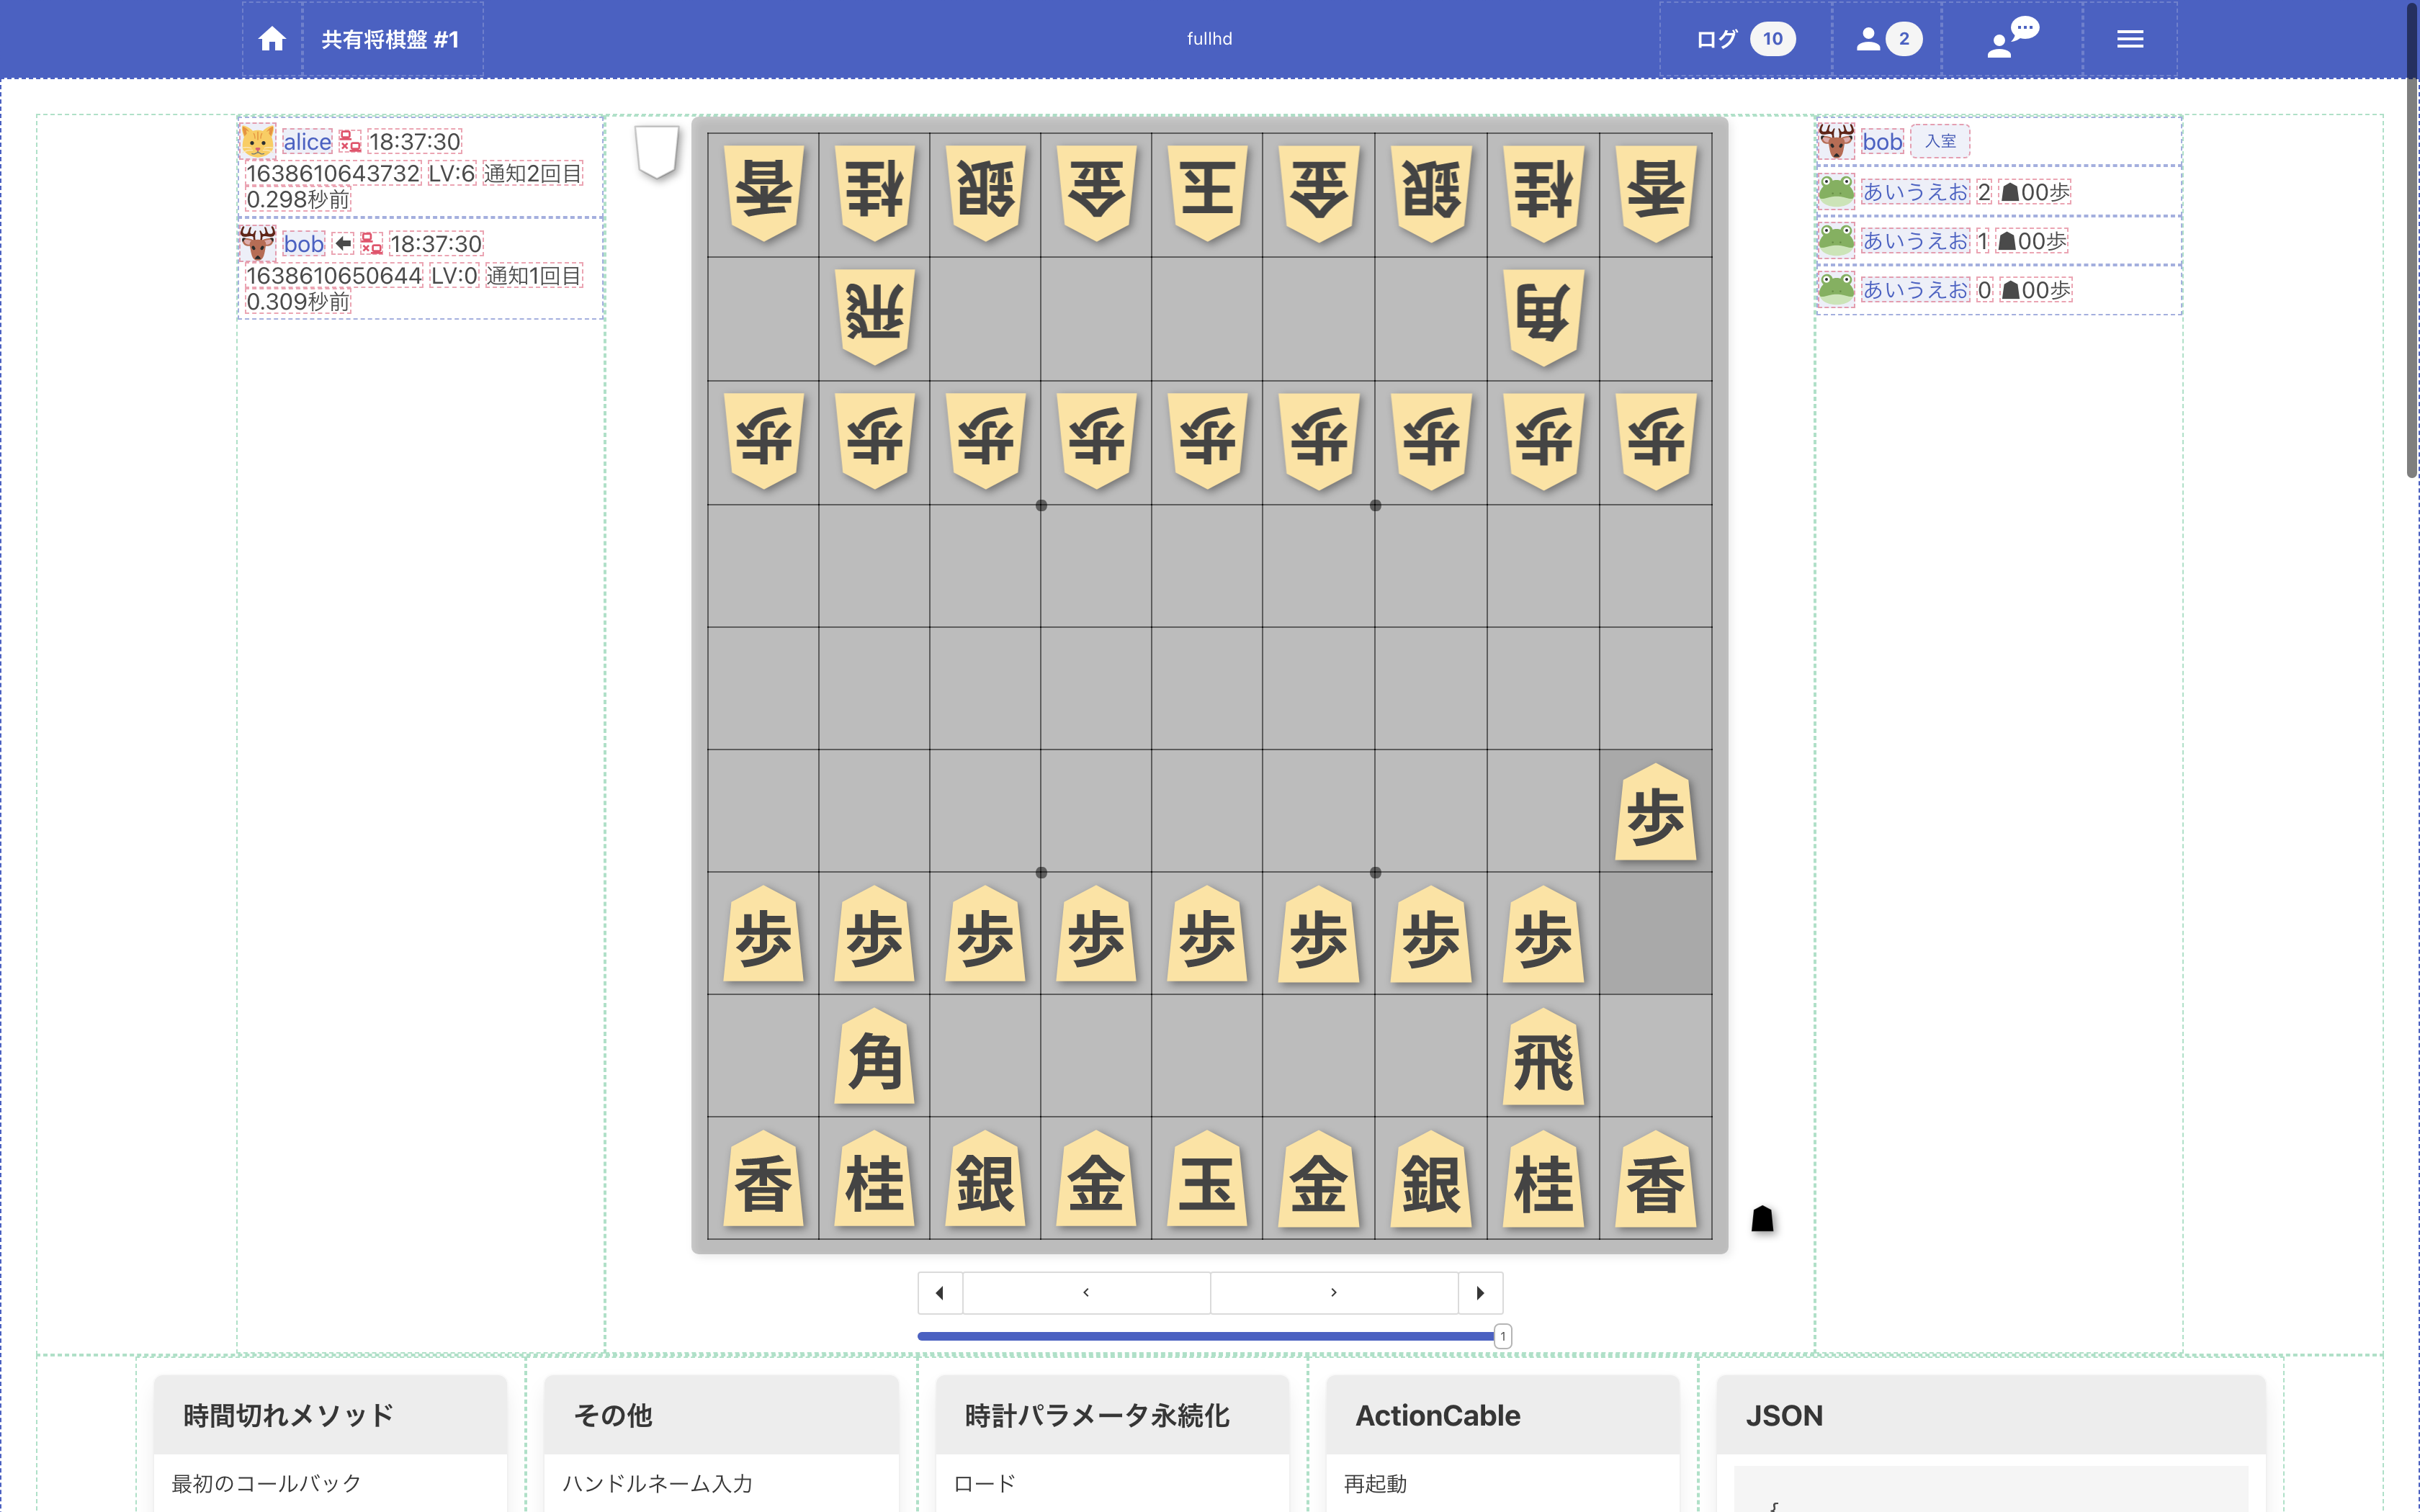 共有将棋盤 #1
fullhd
ログ 10
2
alice 18:37:30
1638610643732 LV:6 通知2回目
0.298秒前
bob 18:37:30
1638610650644 LV:0 通知1回目
0.309秒前
bob 入室
あいうえお 2 ☗00歩
あいうえお 1 ☗00歩
あいうえお 0 ☗00歩
香 桂 銀 金 玉 金 銀 桂 香
飛 角
歩 歩 歩 歩 歩 歩 歩 歩 歩
歩
歩 歩 歩 歩 歩 歩 歩 歩
角 飛
香 桂 銀 金 玉 金 銀 桂 香
1
時間切れメソッド
最初のコールバック
その他
ハンドルネーム入力
時計パラメータ永続化
ロード
ActionCable
再起動
JSON
{